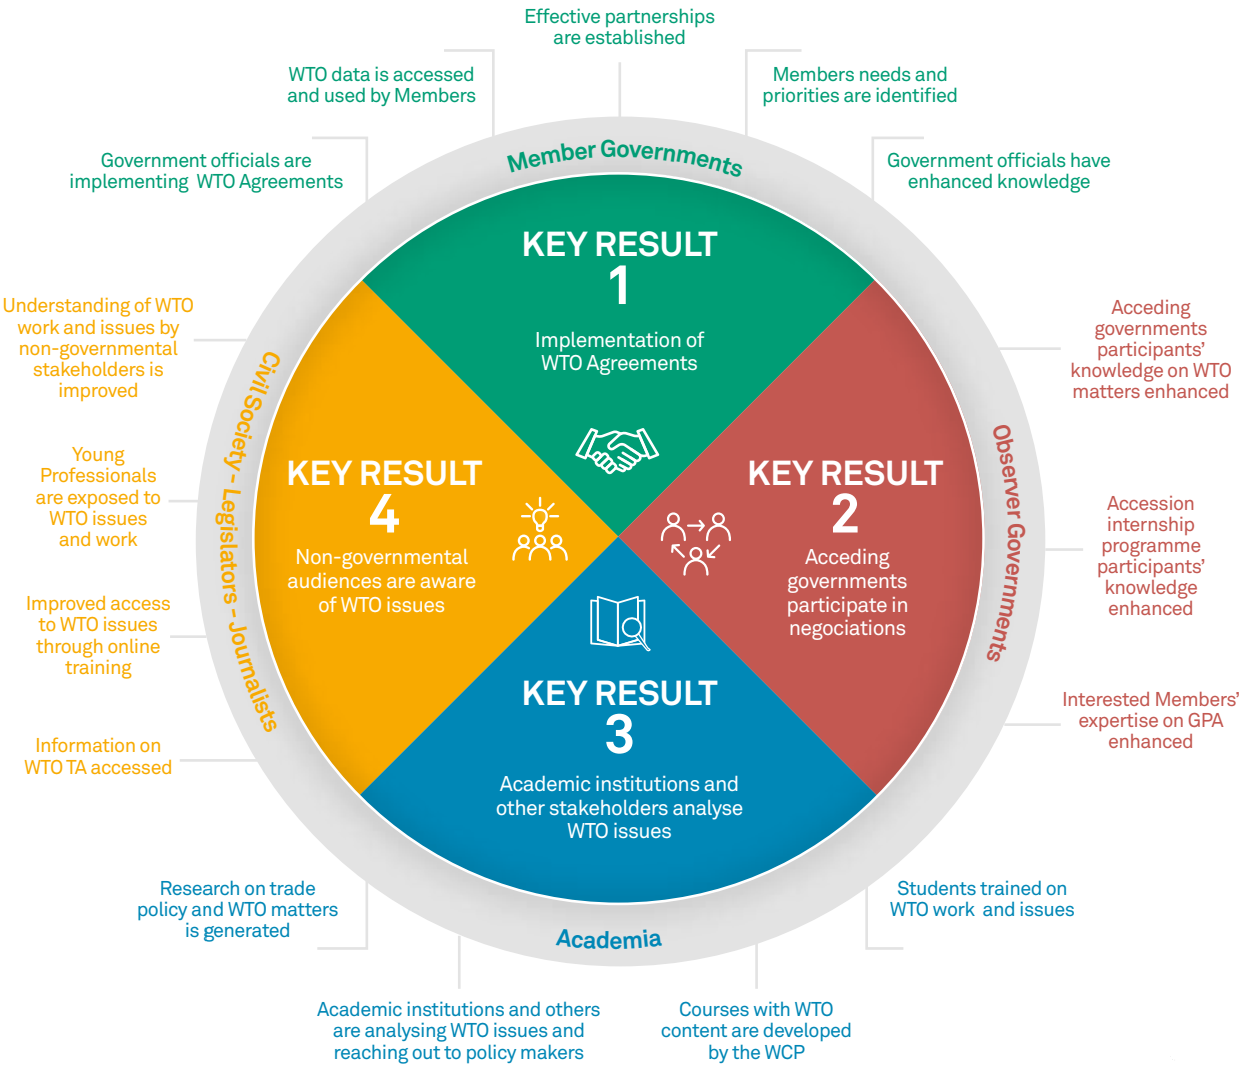 Effective partnerships
are established
WTO data is accessed
and used by Members
Members needs and
priorities are identified
Government officials are
implementing WTO Agreements
Government officials have
enhanced knowledge
Member Governments
KEY RESULT
1
Implementation of
WTO Agreements
Understanding of WTO
work and issues by
non-governmental
stakeholders is
improved
Young
Professionals
are exposed to
WTO issues
and work
Improved access
to WTO issues
through online
training
Information on
WTO TA accessed
Civil Society - Legislators - Journalists
KEY RESULT
4
Non-governmental
audiences are aware
of WTO issues
KEY RESULT
2
Acceding
governments
participate in
negociations
Observer Governments
Acceding
governments
participants’
knowledge on WTO
matters enhanced
Accession
internship
programme
participants’
knowledge
enhanced
Interested Members’
expertise on GPA
enhanced
KEY RESULT
3
Academic institutions and
other stakeholders analyse
WTO issues
Academia
Research on trade
policy and WTO matters
is generated
Students trained on
WTO work and issues
Academic institutions and others
are analysing WTO issues and
reaching out to policy makers
Courses with WTO
content are developed
by the WCP